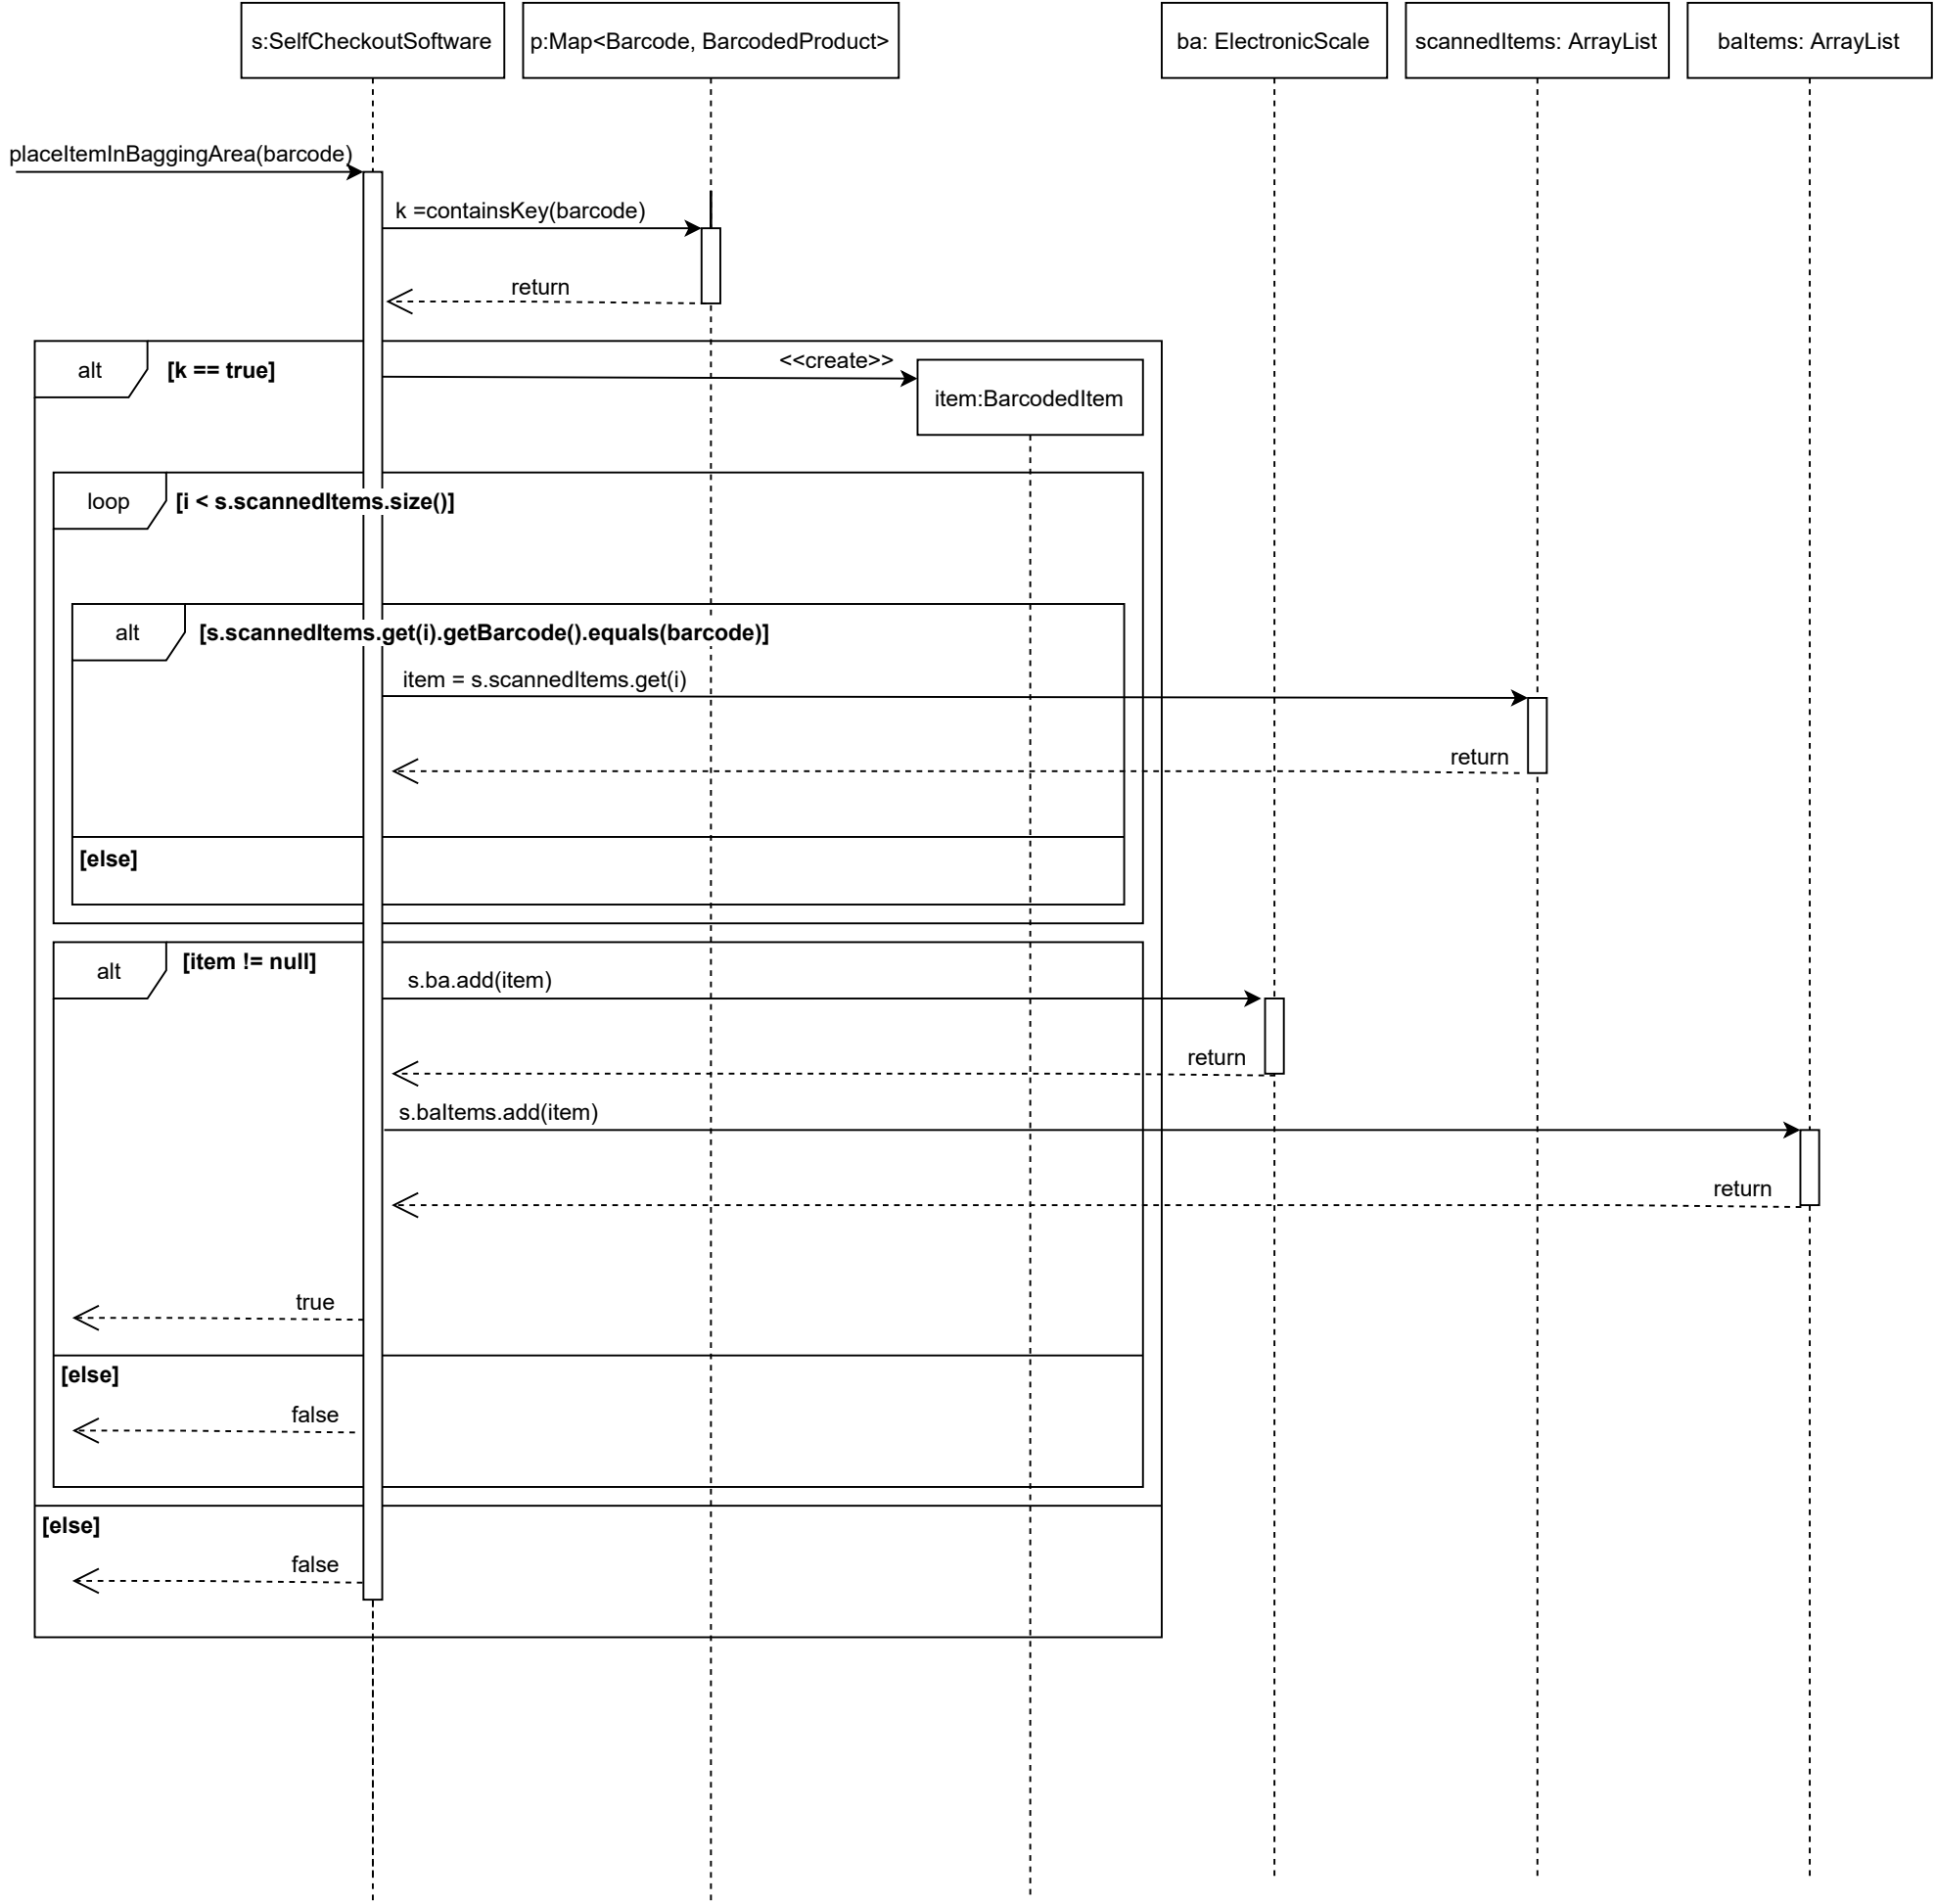 s:SelfCheckoutSoftware
p:Map<Barcode, BarcodedProduct>
ba: ElectronicScale
scannedItems: ArrayList
baItems: ArrayList
placeItemInBaggingArea(barcode)
k =containsKey(barcode)
return
alt
[k == true]
<<create>>
item:BarcodedItem
loop
[i < s.scannedItems.size()]
alt
[s.scannedItems.get(i).getBarcode().equals(barcode)]
item = s.scannedItems.get(i)
return
[else]
alt
[item != null]
s.ba.add(item)
return
s.baItems.add(item)
return
true
[else]
false
[else]
false